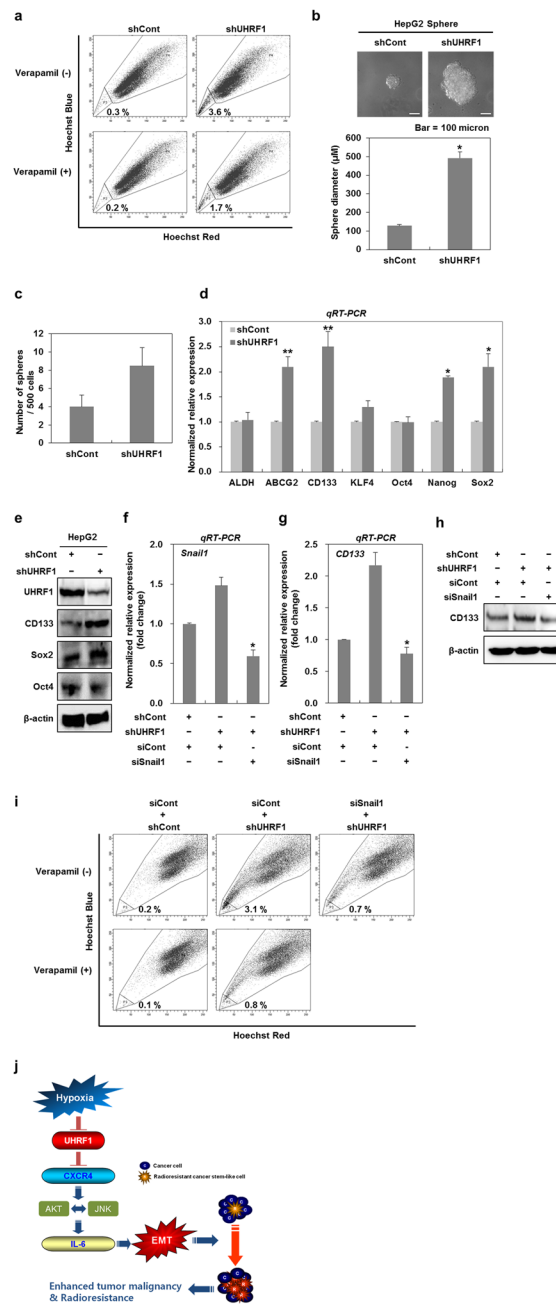 a
shCont shUHRF1
Verapamil (-)
0.3 % 3.6 %
Hoechst Blue
Verapamil (+)
0.2 % 1.7 %
Hoechst Red
b
HepG2 Sphere
shCont shUHRF1
Bar = 100 micron
Sphere diameter (μM)
600
500
400
300
200
100
0
*
shCont shUHRF1
c
Number of spheres
/ 500 cells
12
10
8
6
4
2
0
shCont shUHRF1
d
qRT-PCR
shCont
shUHRF1
Normalized relative expression
3.0
2.5
2.0
1.5
1.0
0.5
0.0
** ** * *
ALDH ABCG2 CD133 KLF4 Oct4 Nanog Sox2
e
HepG2
shCont + –
shUHRF1 – +
UHRF1
CD133
Sox2
Oct4
β-actin
f
qRT-PCR
Snail1
Normalized relative expression
(fold change)
2.0
1.5
1.0
0.5
0.0
*
shCont + – –
shUHRF1 – + +
siCont + + -
siSnail1 – – +
g
qRT-PCR
CD133
Normalized relative expression
(fold change)
2.5
2.0
1.5
1.0
0.5
0.0
*
shCont + – –
shUHRF1 – + +
siCont + + -
siSnail1 – – +
h
shCont + – –
shUHRF1 – + +
siCont + + –
siSnail1 – – +
CD133
β-actin
i
siCont siCont siSnail1
+ + +
shCont shUHRF1 shUHRF1
Verapamil (-)
0.2 % 3.1 % 0.7 %
Hoechst Blue
Verapamil (+)
0.1 % 0.8 %
Hoechst Red
j
Hypoxia
UHRF1
CXCR4
Cancer cell
Radioresistant cancer stem-like cell
AKT JNK
IL-6
EMT
Enhanced tumor malignancy
& Radioresistance